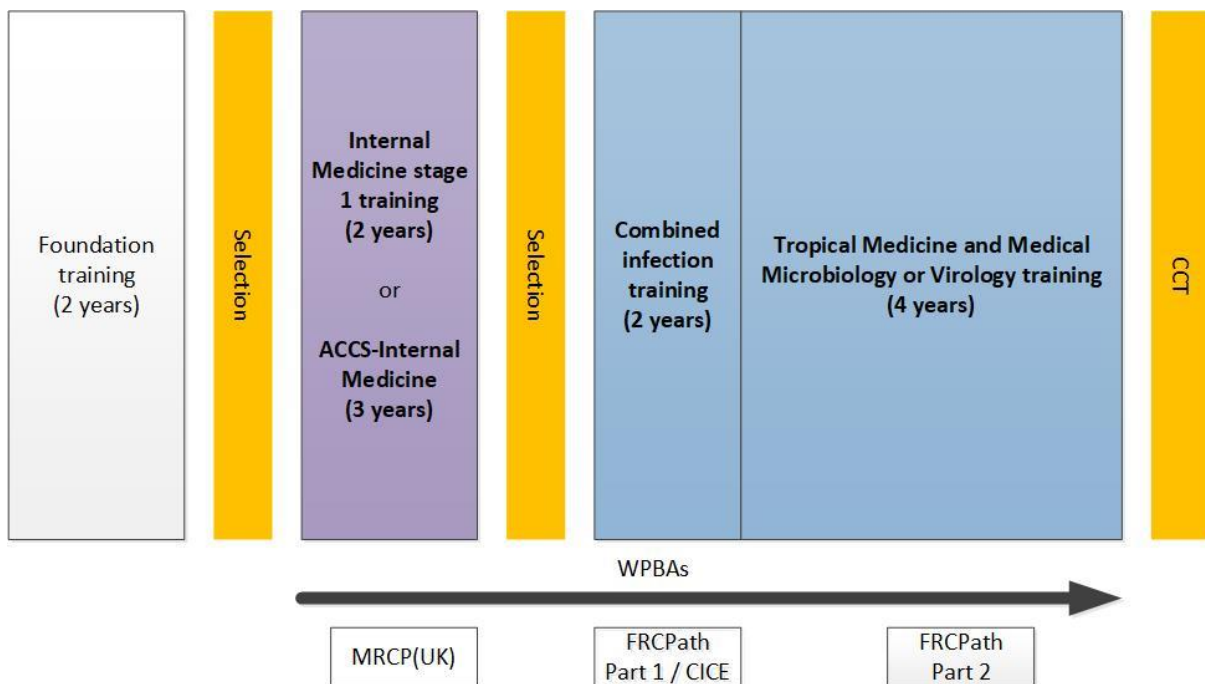 Foundation
training
(2 years)
Selection
Internal
Medicine stage
1 training
(2 years)
or
ACCS-Internal
Medicine
(3 years)
Selection
Combined
infection
training
(2 years)
Tropical Medicine and Medical
Microbiology or Virology training
(4 years)
CCT
WPBAs
MRCP(UK)
FRCPath
Part 1 / CICE
FRCPath
Part 2